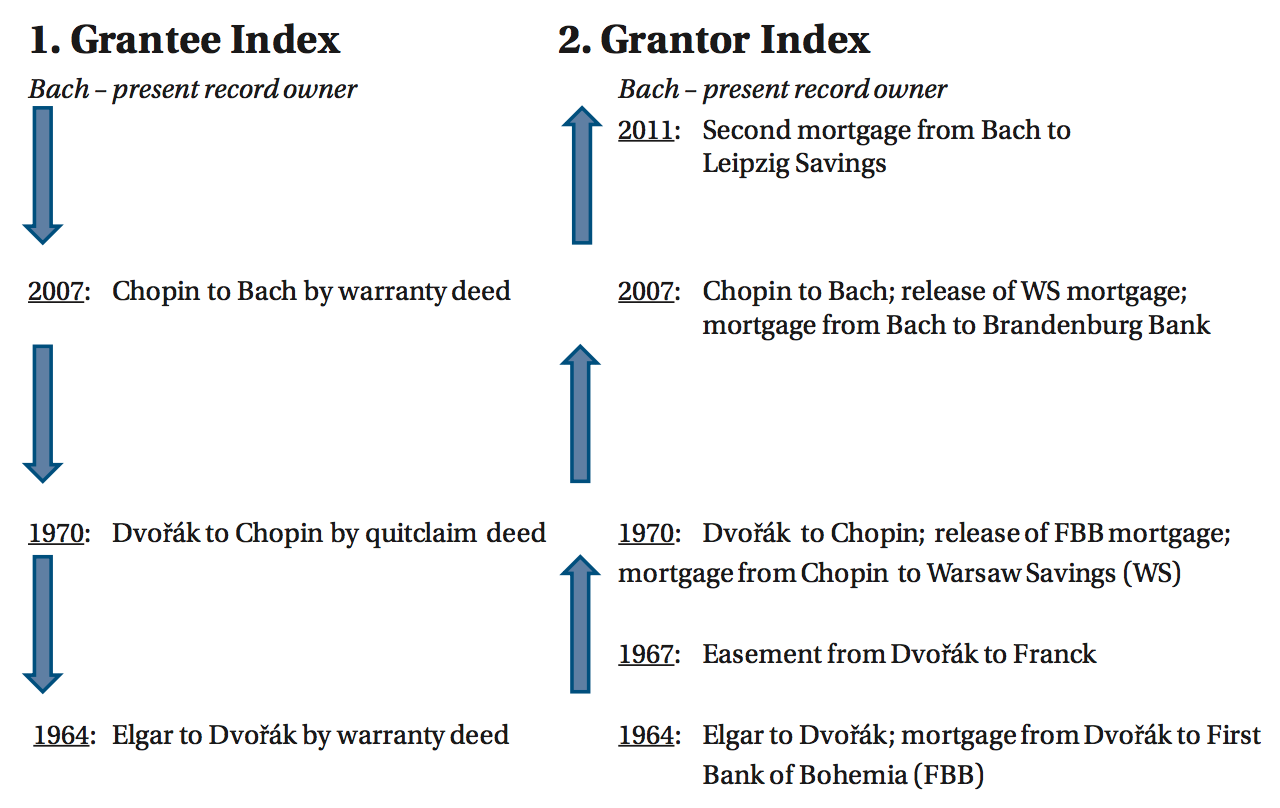 1. Grantee Index
Bach – present record owner
2007: Chopin to Bach by warranty deed
1970: Dvořák to Chopin by quitclaim deed
1964: Elgar to Dvořák by warranty deed
2. Grantor Index
Bach – present record owner
2011: Second mortgage from Bach to
Leipzig Savings
2007: Chopin to Bach; release of WS mortgage;
mortgage from Bach to Brandenburg Bank
1970: Dvořák to Chopin; release of FBB mortgage;
mortgage from Chopin to Warsaw Savings (WS)
1967: Easement from Dvořák to Franck
1964: Elgar to Dvořák; mortgage from Dvořák to First
Bank of Bohemia (FBB)